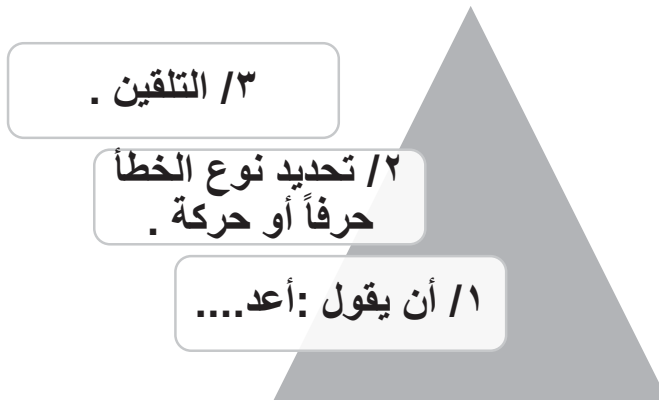 ٣/ التلقين .
٢/ تحديد نوع الخطأ
حرفاً أو حركة .
١/ أن يقول :أعد....